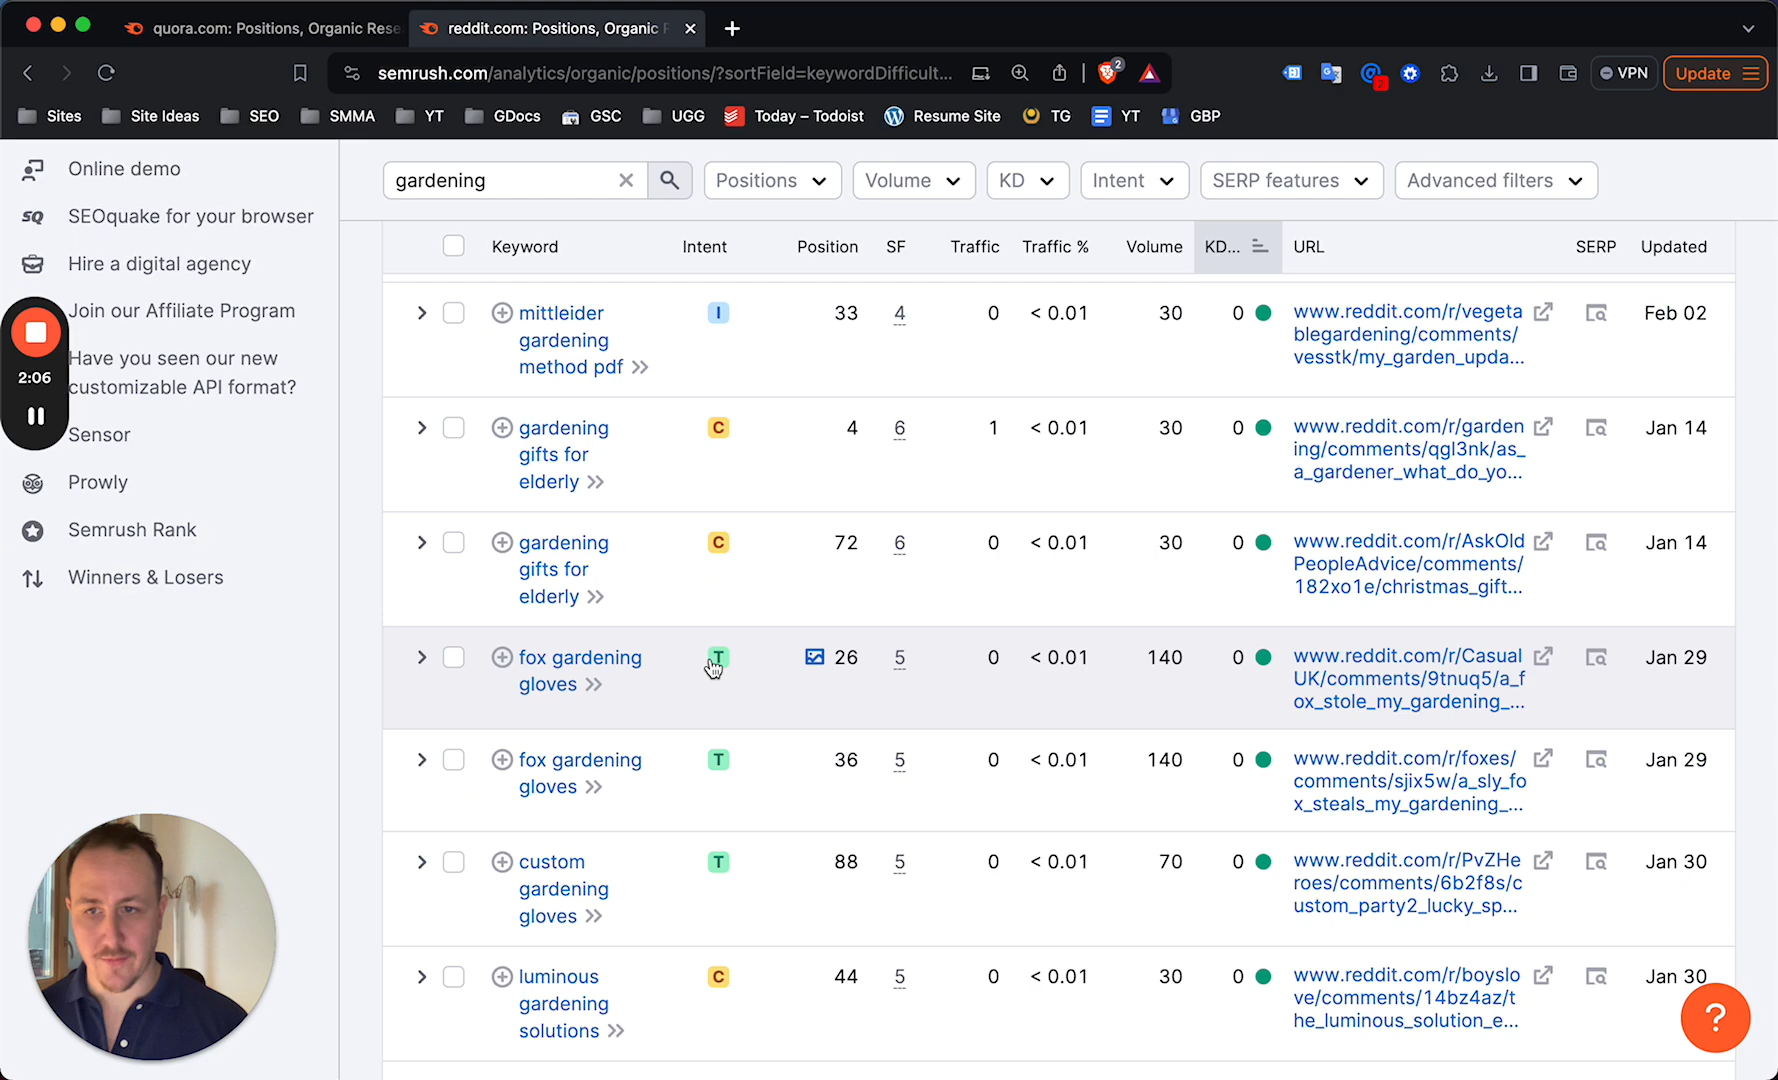 quora.com: Positions, Organic Rese
reddit.com: Positions, Organic R
semrush.com/analytics/organic/positions/?sortField=keywordDifficult...
2
2
VPN
Update
Sites
Site Ideas
SEO
SMMA
YT
GDocs
GSC
UGG
Today – Todoist
Resume Site
TG
YT
GBP
Online demo
SQ
SEOquake for your browser
Hire a digital agency
Join our Affiliate Program
Have you seen our new
customizable API format?
Sensor
Prowly
Semrush Rank
Winners & Losers
2:06
gardening
Positions
Volume
KD
Intent
SERP features
Advanced filters
Keyword Intent Position SF Traffic Traffic % Volume KD... URL SERP Updated
mittleider I 33 4 0 < 0.01 30 0 www.reddit.com/r/vegeta Feb 02
gardening blegardening/comments/
method pdf vesstk/my_garden_upda...
gardening C 4 6 1 < 0.01 30 0 www.reddit.com/r/garden Jan 14
gifts for ing/comments/qgl3nk/as_
elderly a_gardener_what_do_yo...
gardening C 72 6 0 < 0.01 30 0 www.reddit.com/r/AskOld Jan 14
gifts for PeopleAdvice/comments/
elderly 182xo1e/christmas_gift...
fox gardening T 26 5 0 < 0.01 140 0 www.reddit.com/r/Casual Jan 29
gloves UK/comments/9tnuq5/a_f
ox_stole_my_gardening_...
fox gardening T 36 5 0 < 0.01 140 0 www.reddit.com/r/foxes/ Jan 29
gloves comments/sjix5w/a_sly_fo
x_steals_my_gardening_...
custom T 88 5 0 < 0.01 70 0 www.reddit.com/r/PvZHe Jan 30
gardening roes/comments/6b2f8s/c
gloves ustom_party2_lucky_sp...
luminous C 44 5 0 < 0.01 30 0 www.reddit.com/r/boyslo Jan 30
gardening ve/comments/14bz4az/t
solutions he_luminous_solution_e...
?